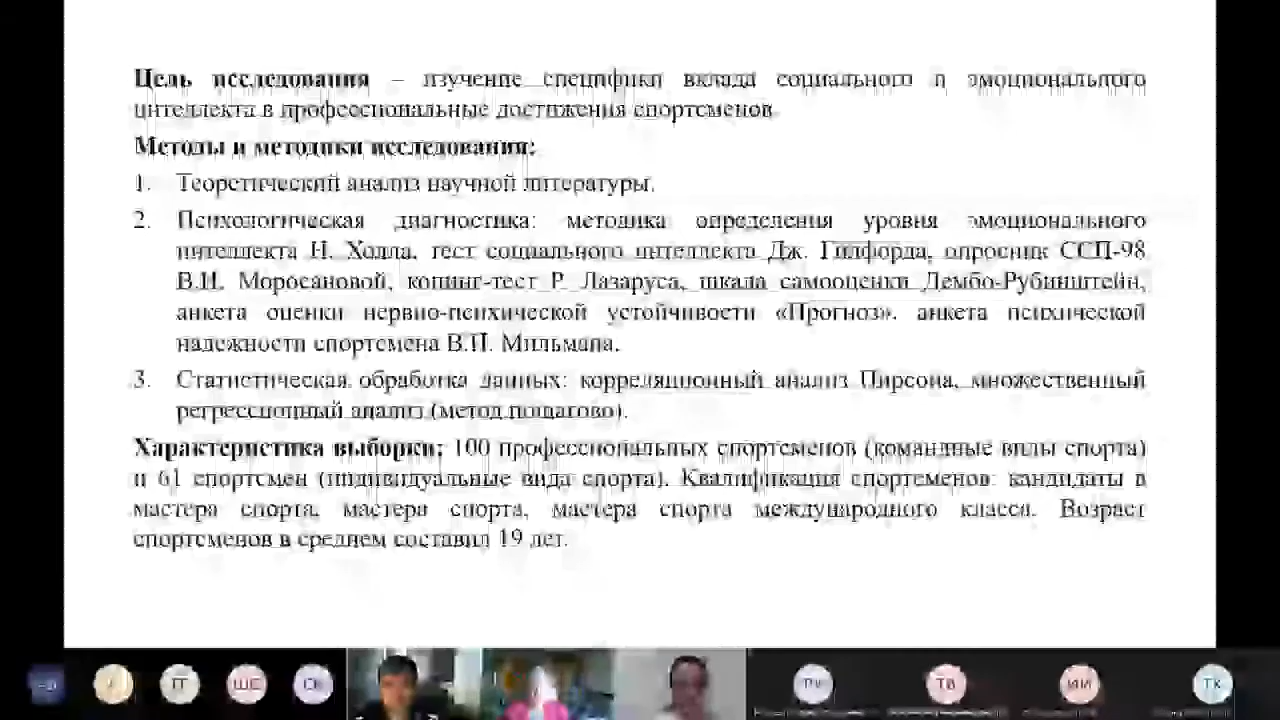 Цель исследования – изучение специфики вклада социального и эмоционального
интеллекта в профессиональные достижения спортсменов.
Методы и методики исследования:
1. Теоретический анализ научной литературы.
2. Психологическая диагностика: методика определения уровня эмоционального
интеллекта Н. Холла, тест социального интеллекта Дж. Гилфорда, опросник ССП-98
В.И. Моросановой, копинг-тест Р. Лазаруса, шкала самооценки Дембо-Рубинштейн,
анкета оценки нервно-психической устойчивости «Прогноз», анкета психической
надежности спортсмена В.Э. Мильмана.
3. Статистическая обработка данных: корреляционный анализ Пирсона, множественный
регрессионный анализ (метод пошагово).
Характеристика выборки: 100 профессиональных спортсменов (командные виды спорта)
и 61 спортсмен (индивидуальные вида спорта). Квалификация спортсменов: кандидаты в
мастера спорта, мастера спорта, мастера спорта международного класса. Возраст
спортсменов в среднем составил 19 лет.
ШЕ ТВ ИИ ТК